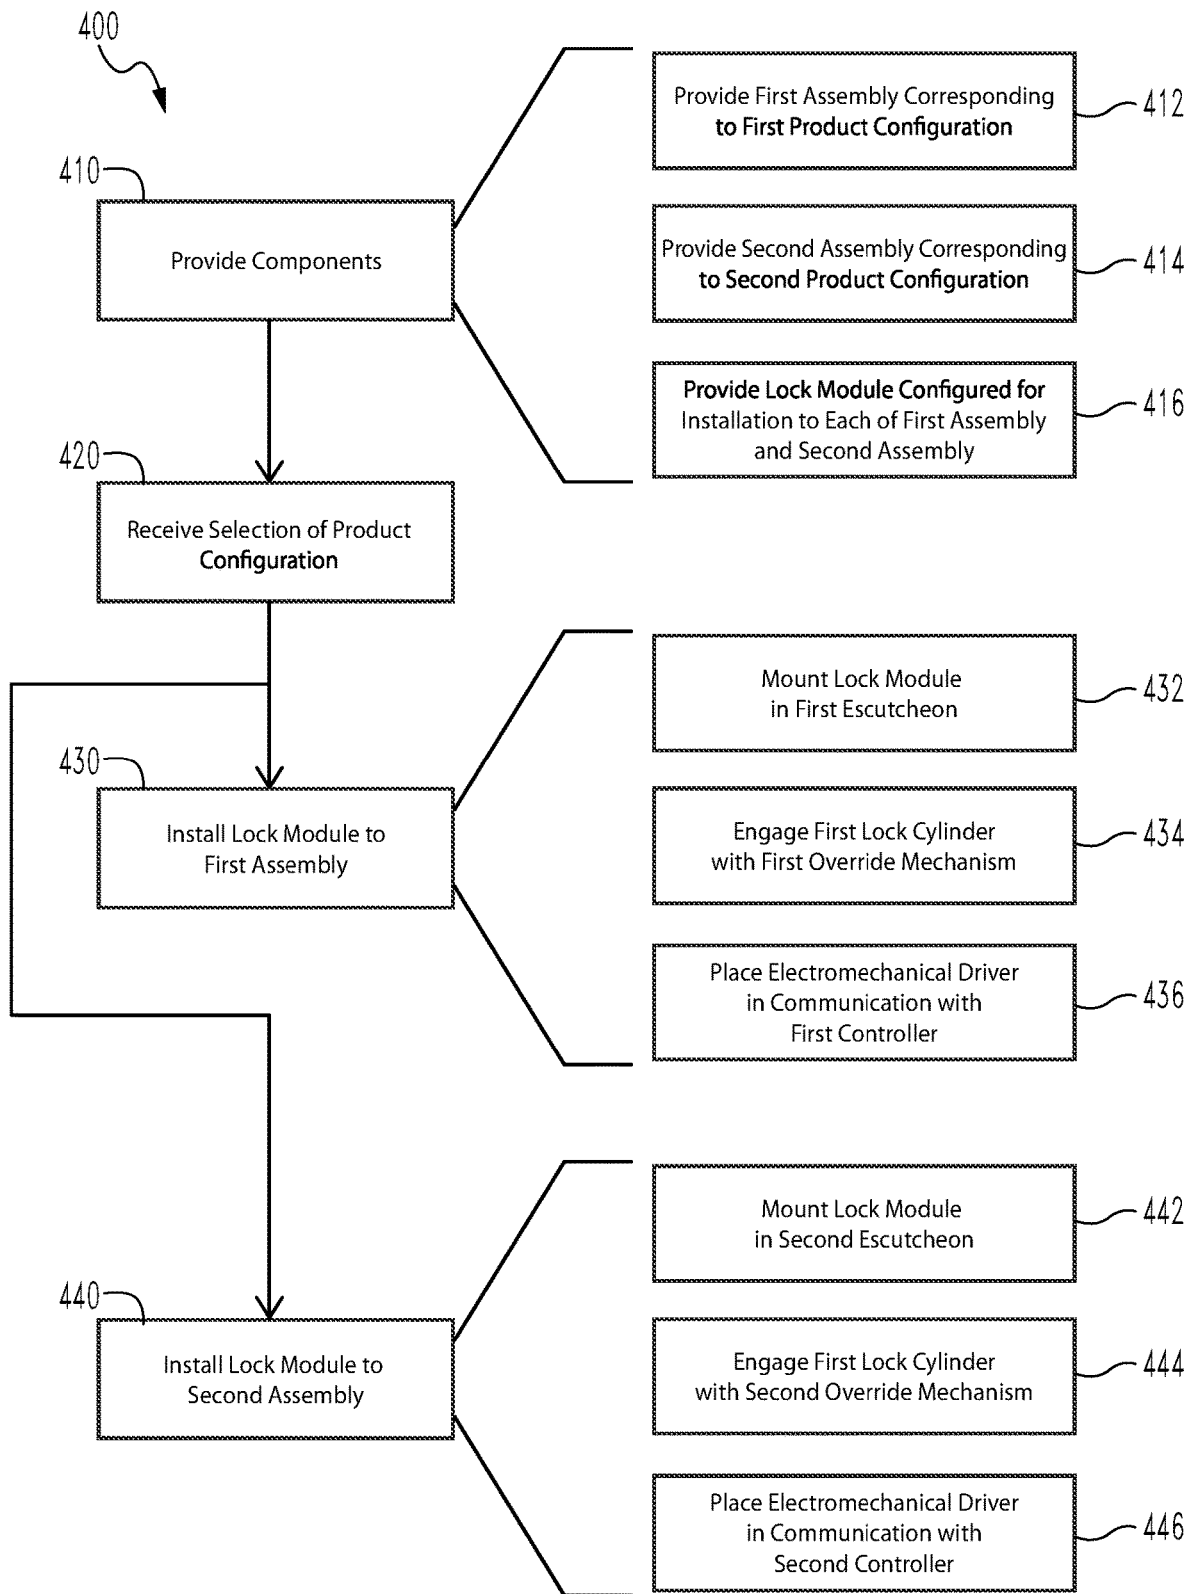 400
410
Provide Components
Provide First Assembly Corresponding
to First Product Configuration
412
Provide Second Assembly Corresponding
to Second Product Configuration
414
Provide Lock Module Configured for
Installation to Each of First Assembly
and Second Assembly
416
420
Receive Selection of Product
Configuration
430
Install Lock Module to
First Assembly
Mount Lock Module
in First Escutcheon
432
Engage First Lock Cylinder
with First Override Mechanism
434
Place Electromechanical Driver
in Communication with
First Controller
436
440
Install Lock Module to
Second Assembly
Mount Lock Module
in Second Escutcheon
442
Engage First Lock Cylinder
with Second Override Mechanism
444
Place Electromechanical Driver
in Communication with
Second Controller
446